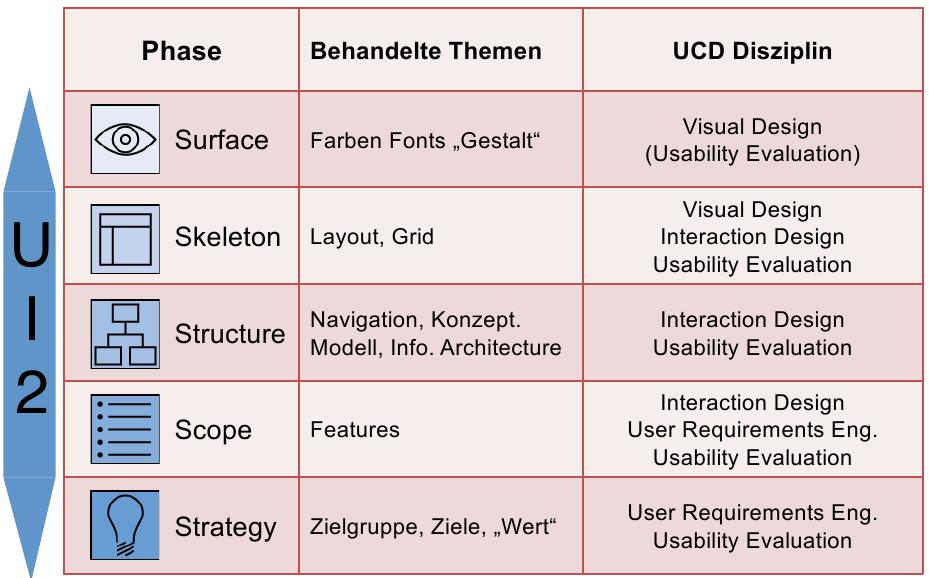 Phase
Behandelte Themen
UCD Disziplin
Surface
Farben Fonts „Gestalt“
Visual Design
(Usability Evaluation)
Skeleton
Layout, Grid
Visual Design
Interaction Design
Usability Evaluation
Structure
Navigation, Konzept.
Modell, Info. Architecture
Interaction Design
Usability Evaluation
Scope
Features
Interaction Design
User Requirements Eng.
Usability Evaluation
Strategy
Zielgruppe, Ziele, „Wert“
User Requirements Eng.
Usability Evaluation
U
I
2